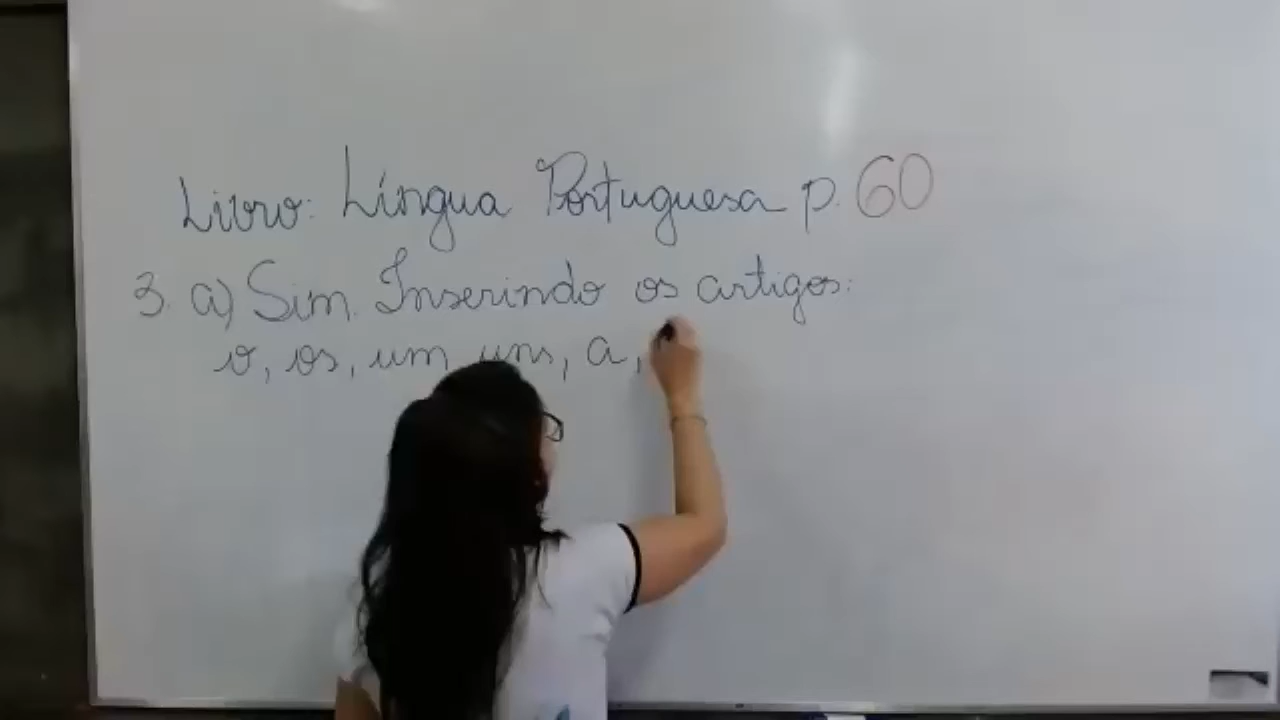 Livro: Língua Portuguesa p. 60
3. a) Sim. Inserindo os artigos:
o, os, um, uns, a,